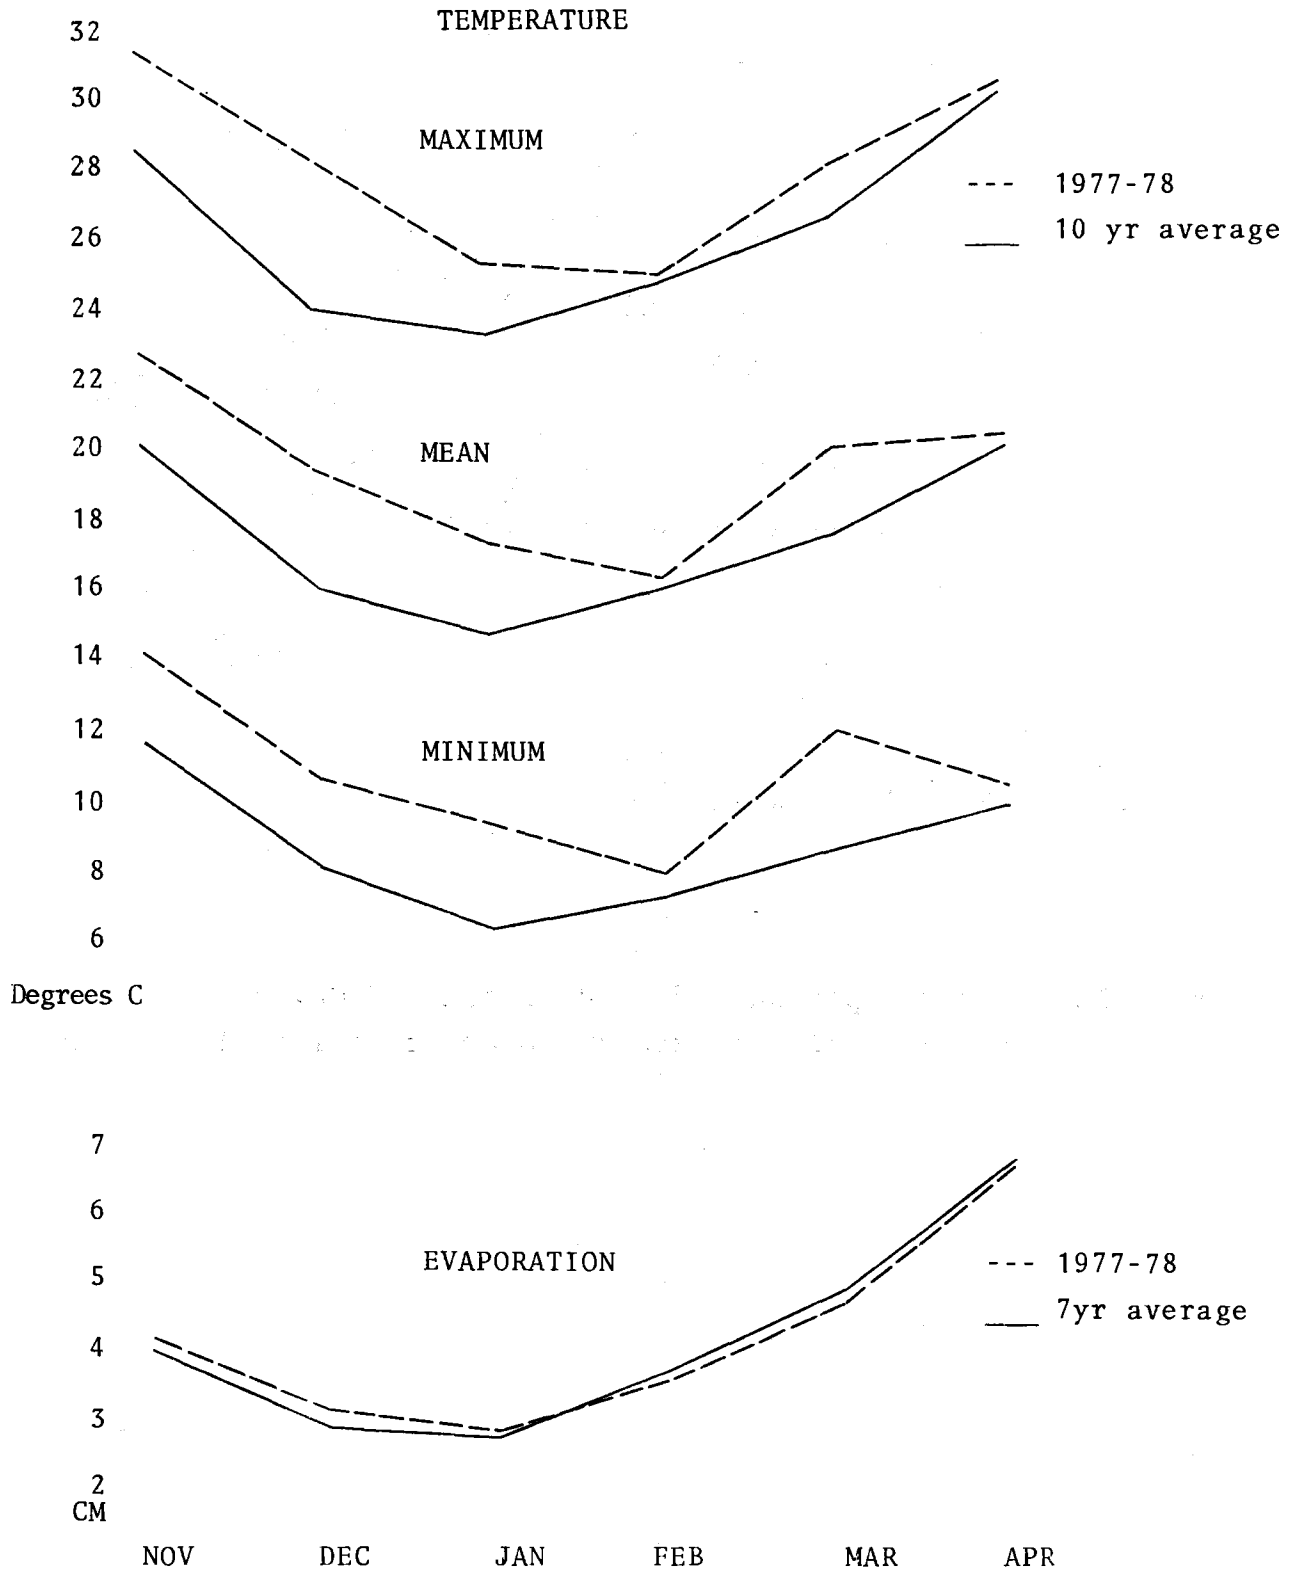 TEMPERATURE
32
30
MAXIMUM
28
--- 1977-78
26
10 yr average
24
22
20
MEAN
18
16
14
12
MINIMUM
10
8
6
Degrees C
7
6
EVAPORATION
5
--- 1977-78
7yr average
4
3
2
CM
NOV DEC JAN FEB MAR APR